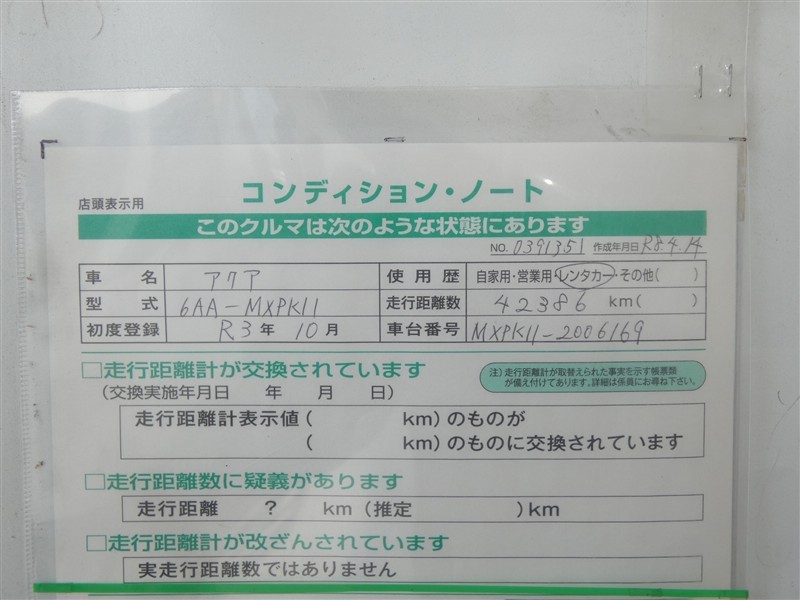 店頭表示用 コンディション・ノート
このクルマは次のような状態にあります
NO. 0391351 作成年月日 R8.4.14
車名 アクア 使用歴 自家用・営業用・レンタカー・その他( )
型式 6AA-MXPK11 走行距離数 42386 km( )
初度登録 R3年 10月 車台番号 MXPK11-2006169
□走行距離計が交換されています
注)走行距離計が取替えられた事実を示す帳票類
が備え付けてあります。詳細は係員にお尋ね下さい。
(交換実施年月日 年 月 日)
走行距離計表示値( km)のものが
( km)のものに交換されています
□走行距離数に疑義があります
走行距離 ? km(推定 )km
□走行距離計が改ざんされています
実走行距離数ではありません